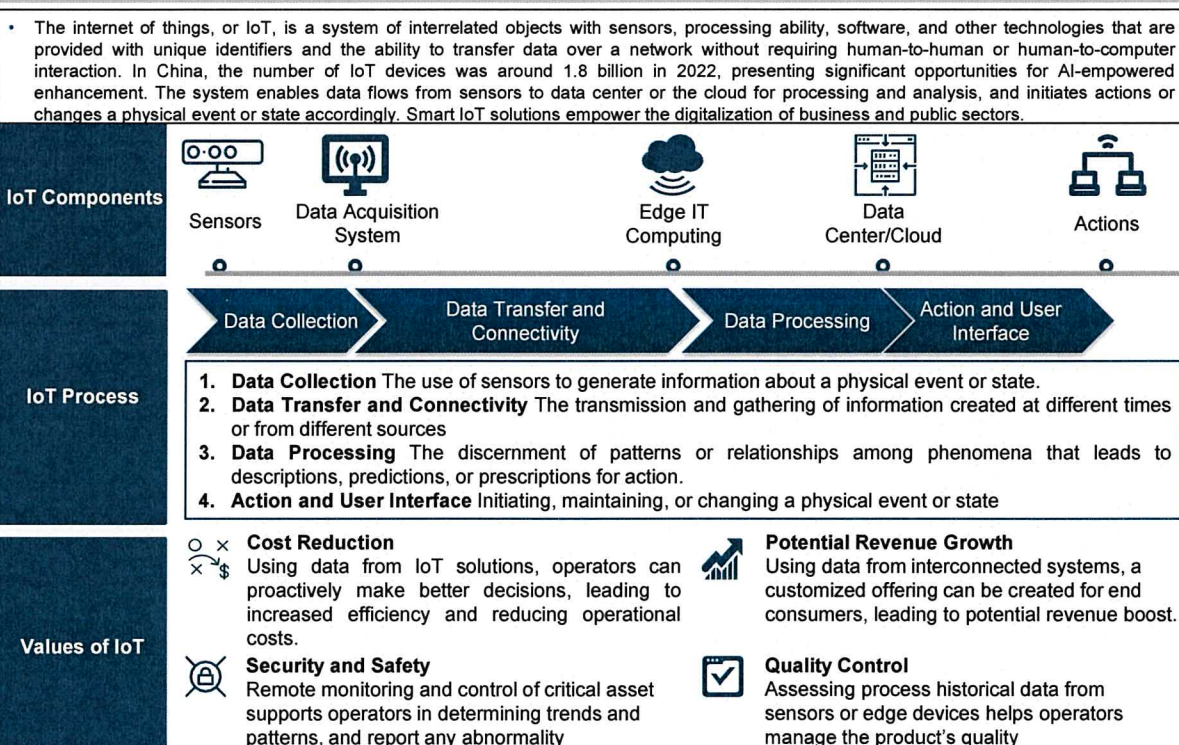 • The internet of things, or IoT, is a system of interrelated objects with sensors, processing ability, software, and other technologies that are
provided with unique identifiers and the ability to transfer data over a network without requiring human-to-human or human-to-computer
interaction. In China, the number of IoT devices was around 1.8 billion in 2022, presenting significant opportunities for AI-empowered
enhancement. The system enables data flows from sensors to data center or the cloud for processing and analysis, and initiates actions or
changes a physical event or state accordingly. Smart IoT solutions empower the digitalization of business and public sectors.
IoT Components
Sensors
Data Acquisition
System
Edge IT
Computing
Data
Center/Cloud
Actions
IoT Process
Data Collection
Data Transfer and
Connectivity
Data Processing
Action and User
Interface
1. Data Collection The use of sensors to generate information about a physical event or state.
2. Data Transfer and Connectivity The transmission and gathering of information created at different times
or from different sources
3. Data Processing The discernment of patterns or relationships among phenomena that leads to
descriptions, predictions, or prescriptions for action.
4. Action and User Interface Initiating, maintaining, or changing a physical event or state
Values of IoT
Cost Reduction
Using data from IoT solutions, operators can
proactively make better decisions, leading to
increased efficiency and reducing operational
costs.
Potential Revenue Growth
Using data from interconnected systems, a
customized offering can be created for end
consumers, leading to potential revenue boost.
Security and Safety
Remote monitoring and control of critical asset
supports operators in determining trends and
patterns, and report any abnormality
Quality Control
Assessing process historical data from
sensors or edge devices helps operators
manage the product's quality